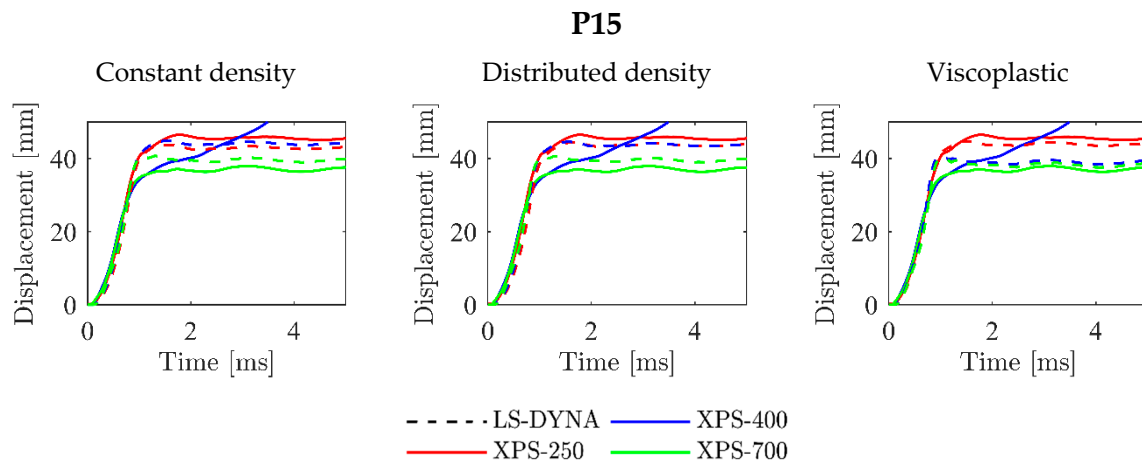 P15
Constant density
Distributed density
Viscoplastic
Displacement [mm]
40
20
0
0 2 4
Time [ms]
Displacement [mm]
40
20
0
0 2 4
Time [ms]
Displacement [mm]
40
20
0
0 2 4
Time [ms]
LS-DYNA XPS-400
XPS-250 XPS-700